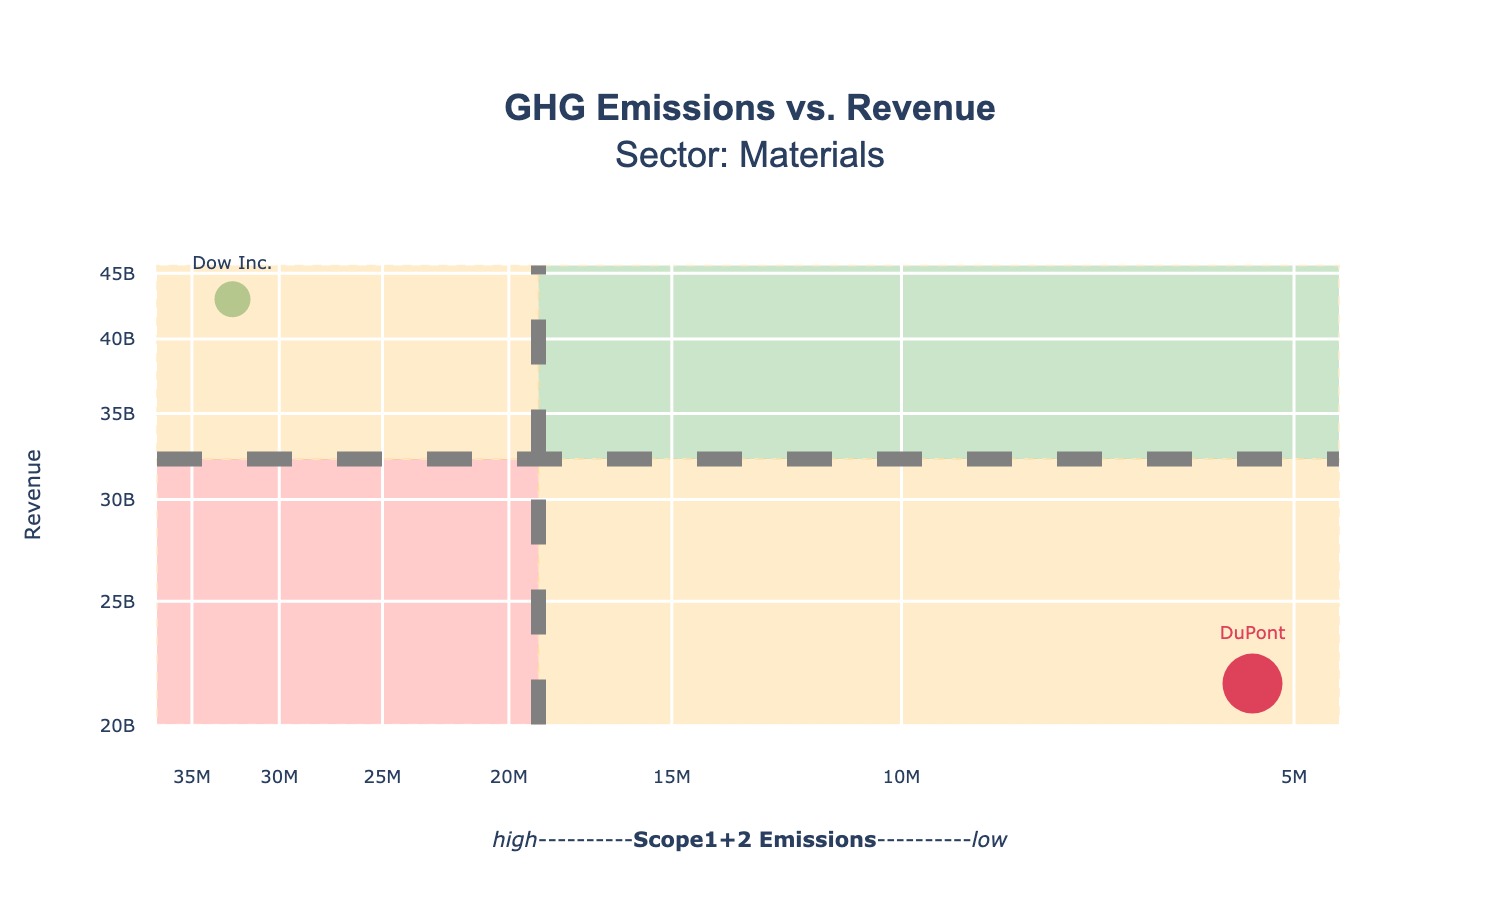 GHG Emissions vs. Revenue
Sector: Materials
Dow Inc.
45B
40B
35B
Revenue
30B
25B
DuPont
20B
35M 30M 25M 20M 15M 10M 5M
high----------Scope1+2 Emissions----------low